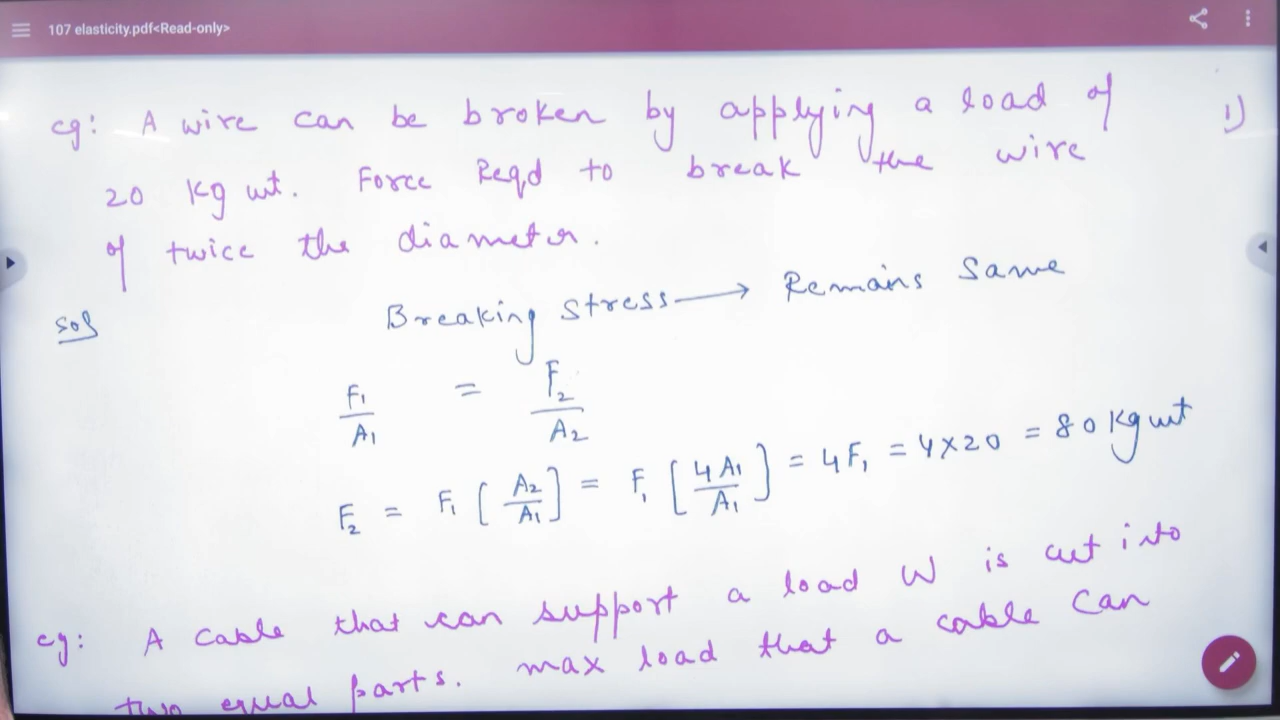 107 elasticity.pdf<Read-only>
eg: A wire can be broken by applying a load of
20 kg wt. Force Reqd to break the wire
of twice the diameter.
1)
Sol Breaking stress → Remains Same
F₁/A₁ = F₂/A₂
F₂ = F₁ [A₂/A₁] = F₁ [4A₁/A₁] = 4F₁ = 4×20 = 80 Kg wt
eg: A cable that can support a load W is cut into
two equal parts. max load that a cable can